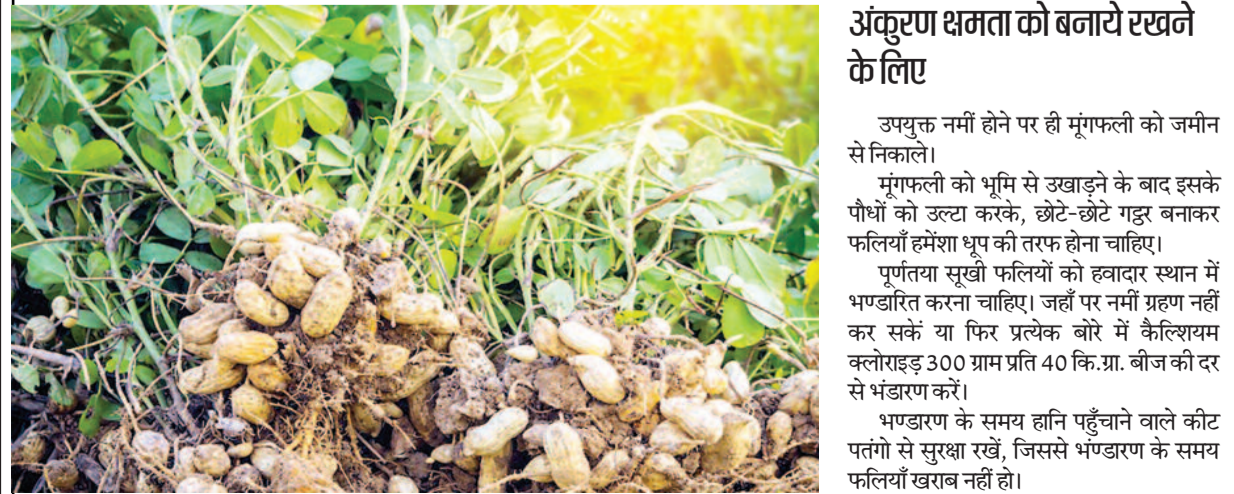 अंकुरण क्षमता को बनाये रखने
के लिए
उपयुक्त नमीं होने पर ही मूंगफली को जमीन
से निकाले।
मूंगफली को भूमि से उखाड़ने के बाद इसके
पौधों को उल्टा करके, छोटे-छोटे गट्ठर बनाकर
फलियाँ हमेंशा धूप की तरफ होना चाहिए।
पूर्णतया सूखी फलियों को हवादार स्थान में
भण्डारित करना चाहिए। जहाँ पर नमीं ग्रहण नहीं
कर सकें या फिर प्रत्येक बोरे में कैल्शियम
क्लोराइड़ 300 ग्राम प्रति 40 कि.ग्रा. बीज की दर
से भंडारण करें।
भण्डारण के समय हानि पहुँचाने वाले कीट
पतंगो से सुरक्षा रखें, जिससे भंण्डारण के समय
फलियाँ खराब नहीं हो।